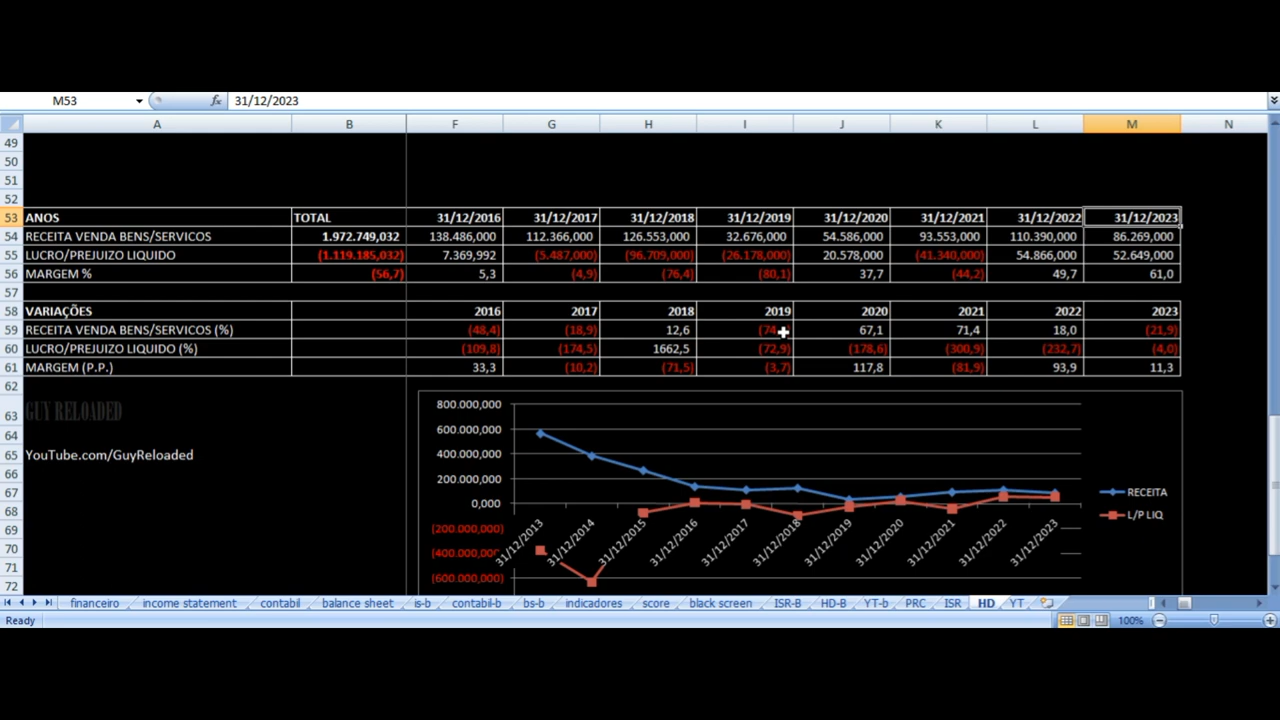 M53 fx 31/12/2023
A B F G H I J K L M N
49
50
51
52
53 ANOS TOTAL 31/12/2016 31/12/2017 31/12/2018 31/12/2019 31/12/2020 31/12/2021 31/12/2022 31/12/2023
54 RECEITA VENDA BENS/SERVICOS 1.972.749,032 138.486,000 112.366,000 126.553,000 32.676,000 54.586,000 93.553,000 110.390,000 86.269,000
55 LUCRO/PREJUIZO LIQUIDO (1.119.185,032) 7.369,992 (5.487,000) (96.709,000) (26.178,000) 20.578,000 (41.340,000) 54.866,000 52.649,000
56 MARGEM % (56,7) 5,3 (4,9) (76,4) (80,1) 37,7 (44,2) 49,7 61,0
57
58 VARIAÇÕES 2016 2017 2018 2019 2020 2021 2022 2023
59 RECEITA VENDA BENS/SERVICOS (%) (48,4) (18,9) 12,6 67,1 71,4 18,0 (21,9)
60 LUCRO/PREJUIZO LIQUIDO (%) (109,8) (174,5) 1662,5 (72,9) (178,6) (300,9) (232,7) (4,0)
61 MARGEM (P.P.) 33,3 (10,2) (71,5) (3,7) 117,8 (81,9) 93,9 11,3
62
63 GUY RELOADED
64
65 YouTube.com/GuyReloaded
66
67
68
69
70
71
72
800.000,000
600.000,000
400.000,000
200.000,000
0,000
(200.000,000)
(400.000,000)
(600.000,000)
31/12/2013 31/12/2014 31/12/2015 31/12/2016 31/12/2017 31/12/2018 31/12/2019 31/12/2020 31/12/2021 31/12/2022 31/12/2023
RECEITA
L/P LIQ
financeiro income statement contabil balance sheet is-b contabil-b bs-b indicadores score black screen ISR-B HD-B YT-b PRC ISR HD YT
Ready 100%